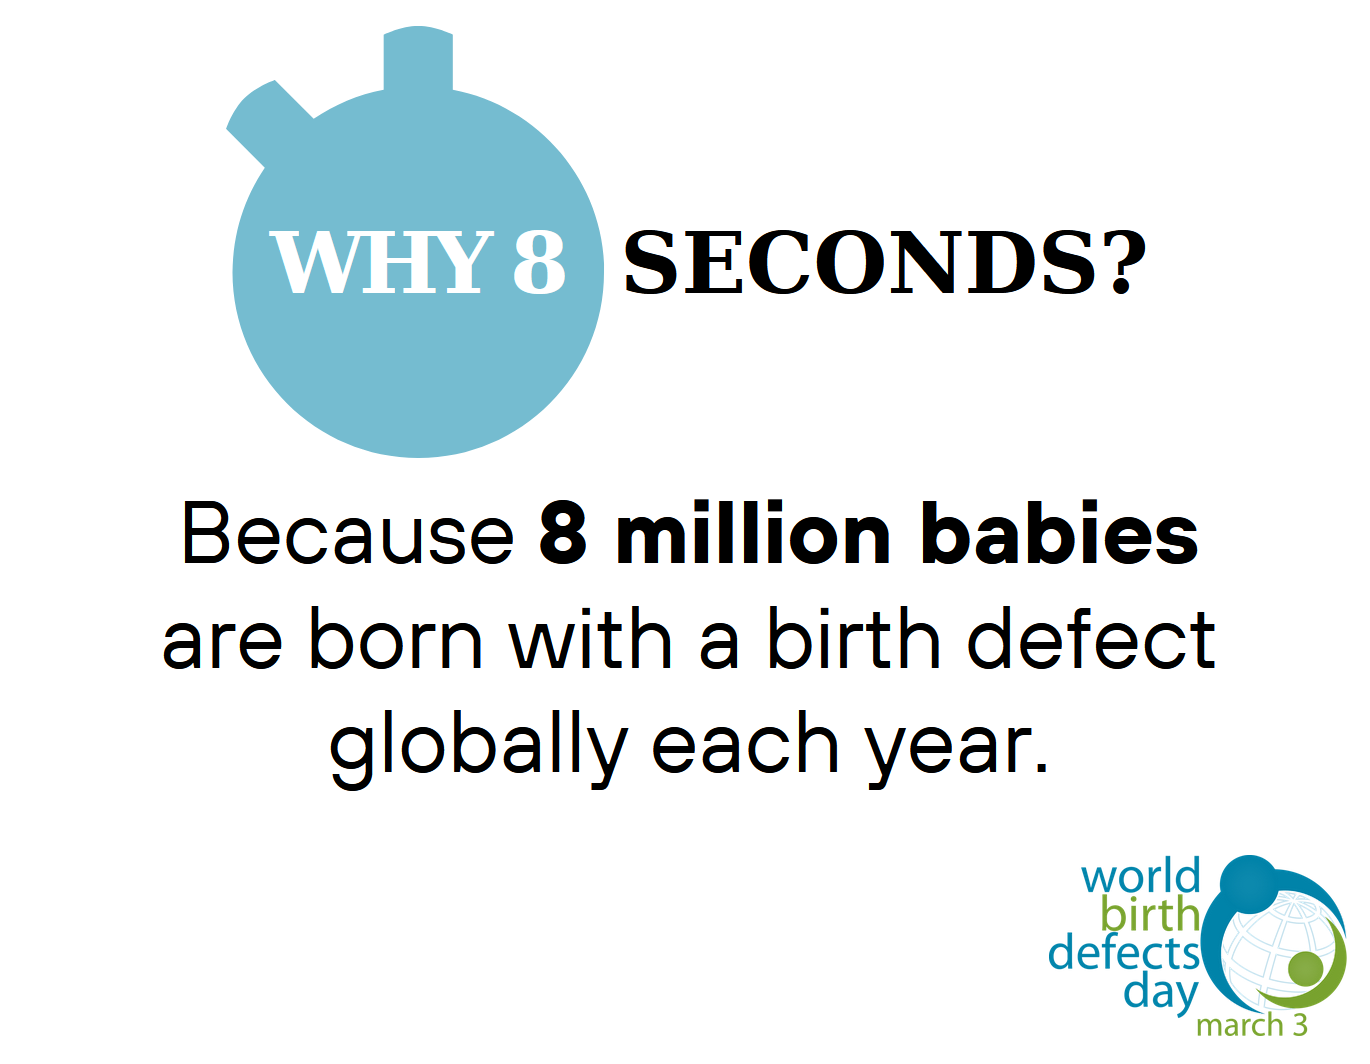 WHY 8 SECONDS?
Because 8 million babies
are born with a birth defect
globally each year.
world
birth
defects
day
march 3